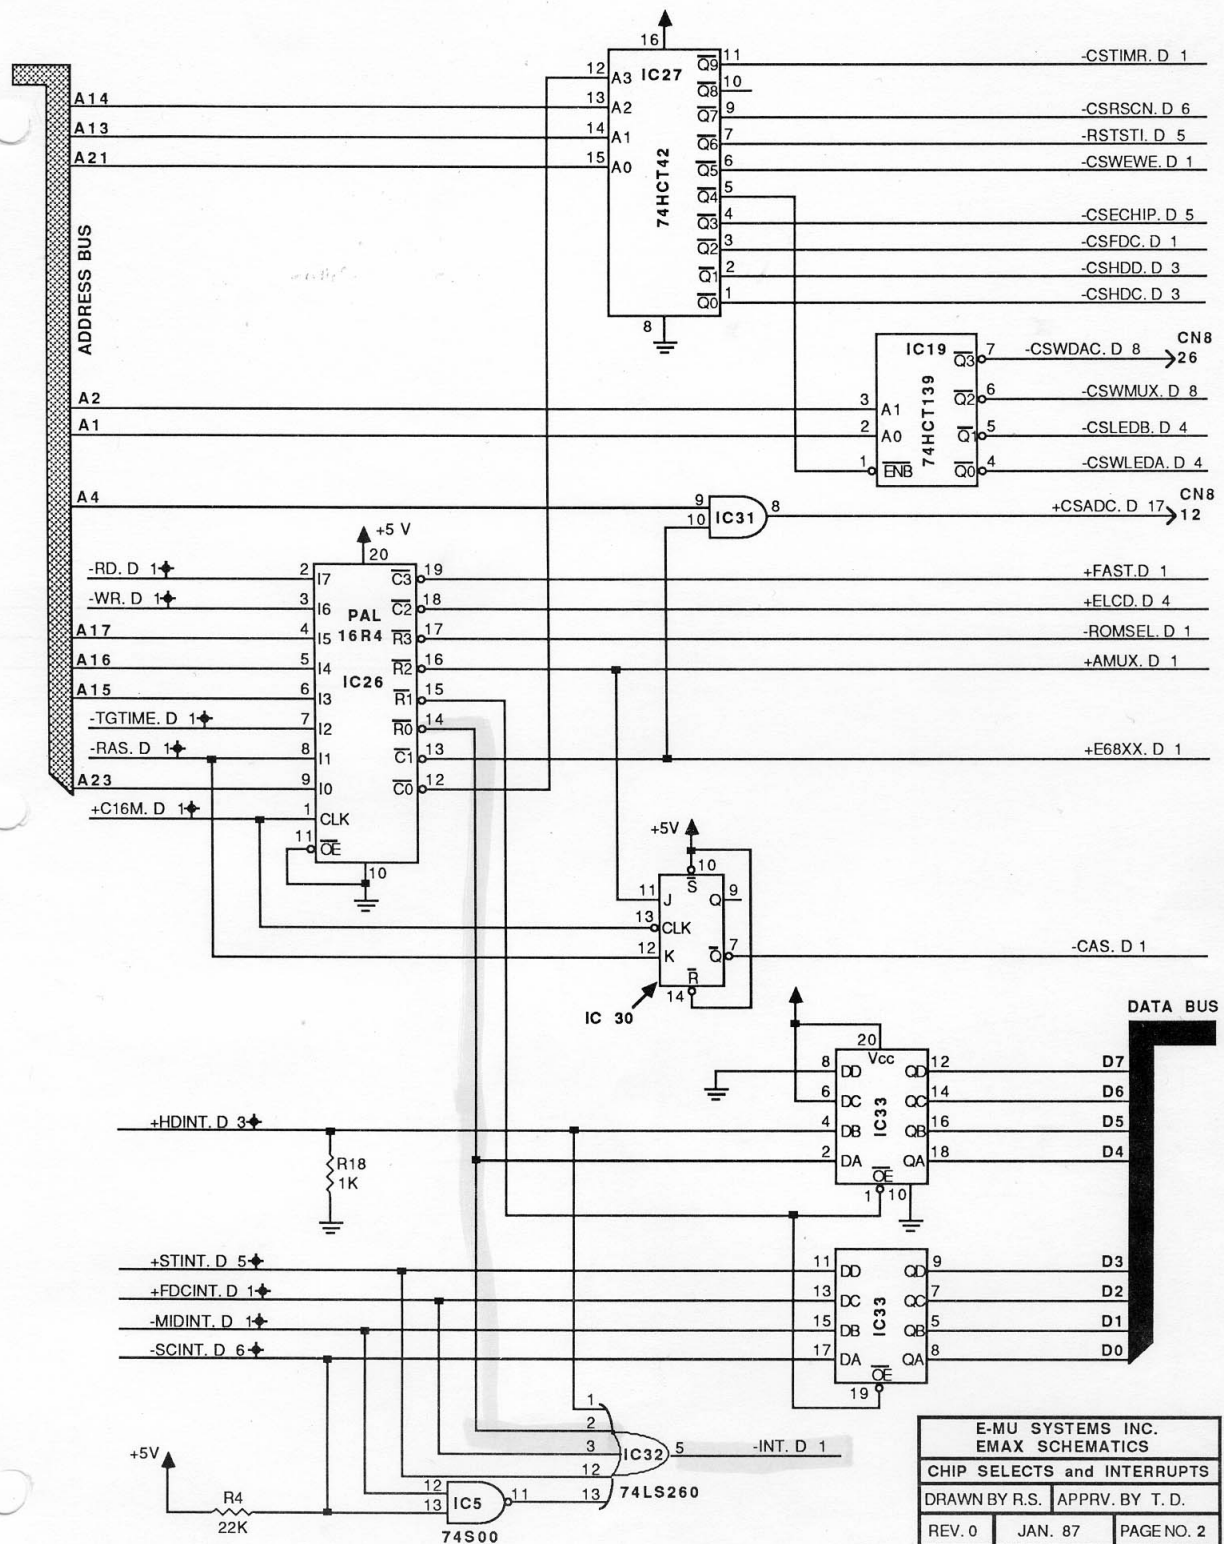 16
IC27
74HCT42
12 A3
13 A2
14 A1
15 A0
Q9 11 -CSTIMR. D 1
Q8 10
Q7 9 -CSRSCN. D 6
Q6 7 -RSTSTI. D 5
Q5 6 -CSWEWE. D 1
Q4 5
Q3 4 -CSECHIP. D 5
Q2 3 -CSFDC. D 1
Q1 2 -CSHDD. D 3
Q0 1 -CSHDC. D 3
8
A14
A13
A21
ADDRESS BUS
A2
A1
A4
IC19
74HCT139
3 A1
2 A0
1 ENB
Q3 7 -CSWDAC. D 8 CN8 26
Q2 6 -CSWMUX. D 8
Q1 5 -CSLEDB. D 4
Q0 4 -CSWLEDA. D 4
9
10
IC31 8 +CSADC. D 17 CN8 12
+5 V
20
PAL
16R4
IC26
-RD. D 1 2 I7
-WR. D 1 3 I6
A17 4 I5
A16 5 I4
A15 6 I3
-TGTIME. D 1 7 I2
-RAS. D 1 8 I1
A23 9 I0
+C16M. D 1 1 CLK
11 OE
10
C3 19 +FAST.D 1
C2 18 +ELCD. D 4
R3 17 -ROMSEL. D 1
R2 16 +AMUX. D 1
R1 15
R0 14
C1 13 +E68XX. D 1
C0 12
+5V
10
S
11 J Q 9
13 CLK
12 K Q 7 -CAS. D 1
R
14
IC 30
DATA BUS
20
Vcc
IC33
8 DD QD 12 D7
6 DC QC 14 D6
4 DB QB 16 D5
2 DA QA 18 D4
OE
1 10
+HDINT. D 3
R18
1K
+STINT. D 5
+FDCINT. D 1
-MIDINT. D 1
-SCINT. D 6
IC33
11 DD QD 9 D3
13 DC QC 7 D2
15 DB QB 5 D1
17 DA QA 8 D0
OE
19
1
2
3
12
13
IC32 5 -INT. D 1
74LS260
+5V
R4
22K
12
13
IC5 11
74S00
E-MU SYSTEMS INC.
EMAX SCHEMATICS
CHIP SELECTS and INTERRUPTS
DRAWN BY R.S. APPRV. BY T. D.
REV. 0 JAN. 87 PAGE NO. 2